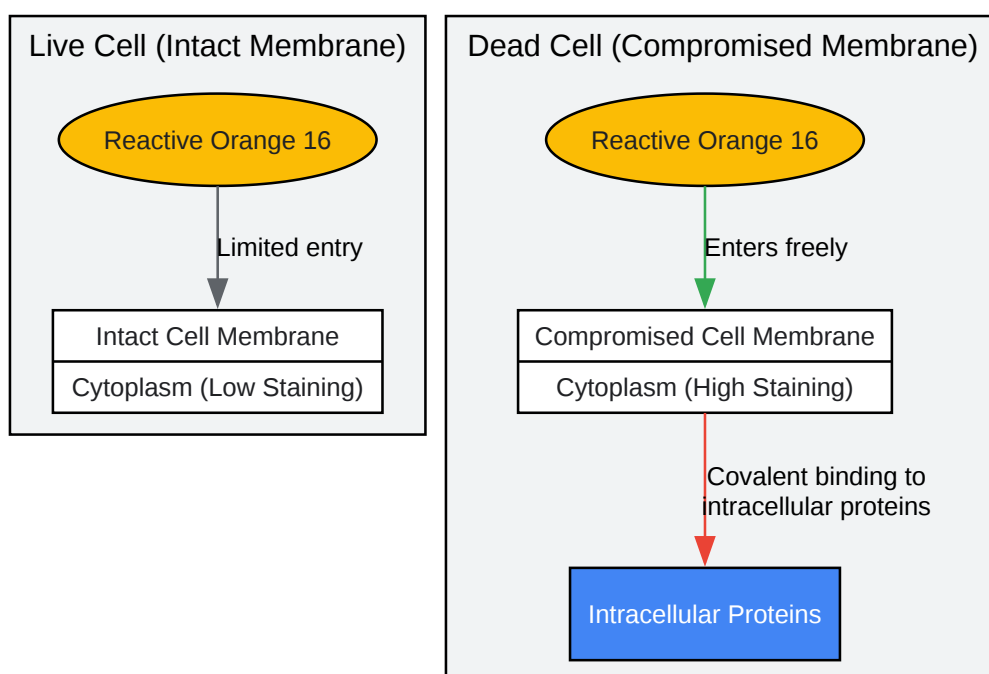 Live Cell (Intact Membrane)
Reactive Orange 16
Limited entry
Intact Cell Membrane
Cytoplasm (Low Staining)
Dead Cell (Compromised Membrane)
Reactive Orange 16
Enters freely
Compromised Cell Membrane
Cytoplasm (High Staining)
Covalent binding to
intracellular proteins
Intracellular Proteins